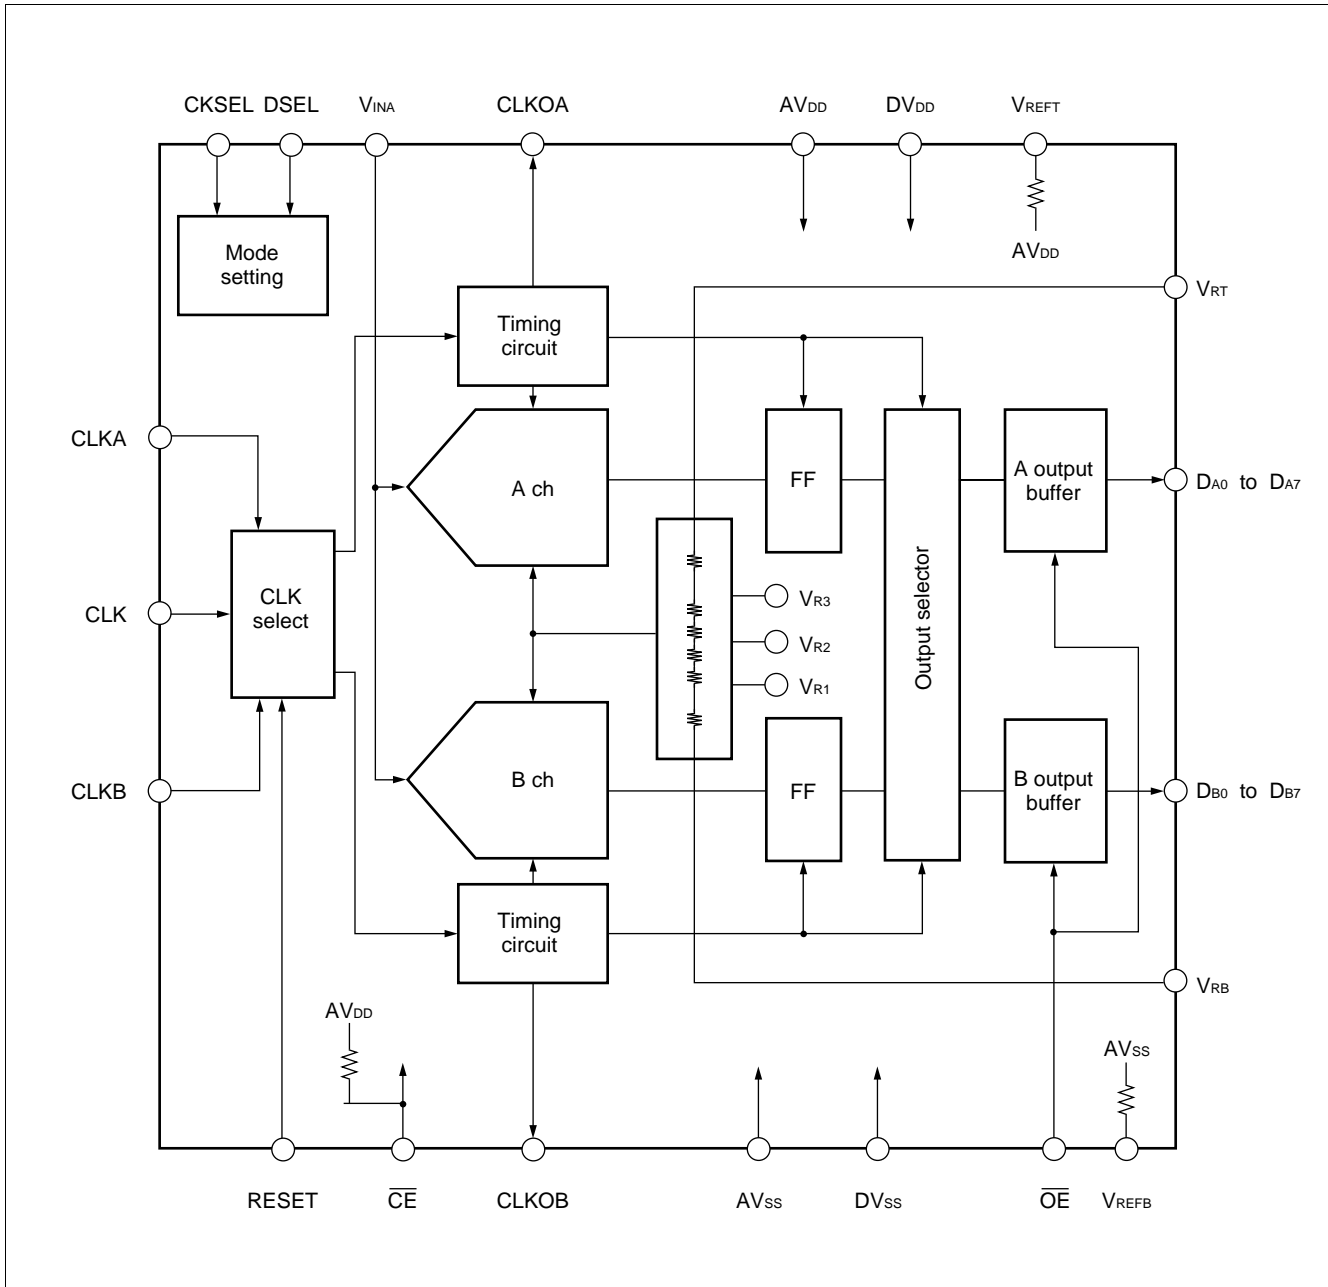 CKSEL DSEL VINA CLKOA AVDD DVDD VREFT
Mode
setting
AVDD
VRT
Timing
circuit
CLKA
A ch
FF
A output
buffer
DA0 to DA7
CLK
CLK
select
VR3
VR2
VR1
Output selector
CLKB
B ch
FF
B output
buffer
DB0 to DB7
Timing
circuit
VRB
AVDD
AVSS
RESET CE CLKOB AVSS DVSS OE VREFB